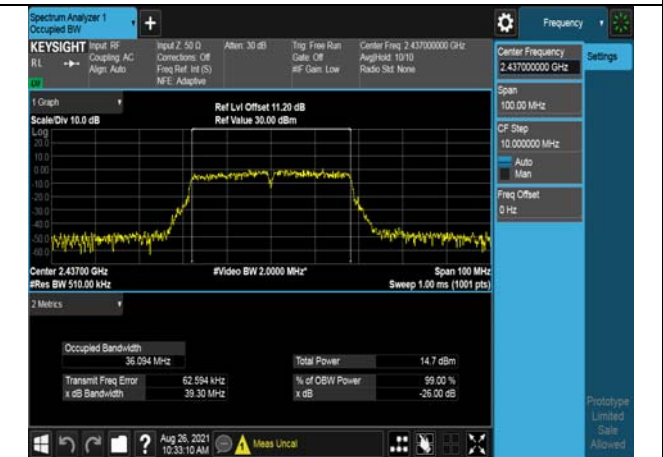 Spectrum Analyzer 1
Occupied BW
+
Frequency
KEYSIGHT
RL
Input: RF
Coupling: AC
Align: Auto
Input Z: 50 Ω
Corrections: Off
Freq Ref: Int (S)
NFE: Adaptive
Atten: 30 dB
Trig: Free Run
Gate: Off
#IF Gain: Low
Center Freq: 2.437000000 GHz
Avg|Hold: 10/10
Radio Std: None
Center Frequency
2.437000000 GHz
Settings
Span
100.00 MHz
CF Step
10.000000 MHz
Auto
Man
Freq Offset
0 Hz
1 Graph
Scale/Div 10.0 dB
Ref Lvl Offset 11.20 dB
Ref Value 30.00 dBm
Log
20.0
10.0
0.00
-10.0
-20.0
-30.0
-40.0
-50.0
-60.0
Center 2.43700 GHz
#Res BW 510.00 kHz
#Video BW 2.0000 MHz*
Span 100 MHz
Sweep 1.00 ms (1001 pts)
2 Metrics
Occupied Bandwidth
36.094 MHz
Total Power 14.7 dBm
Transmit Freq Error 62.594 kHz
% of OBW Power 99.00 %
x dB Bandwidth 39.30 MHz
x dB -26.00 dB
Prototype
Limited
Sale
Allowed
?
Aug 26, 2021
10:33:10 AM
Meas Uncal